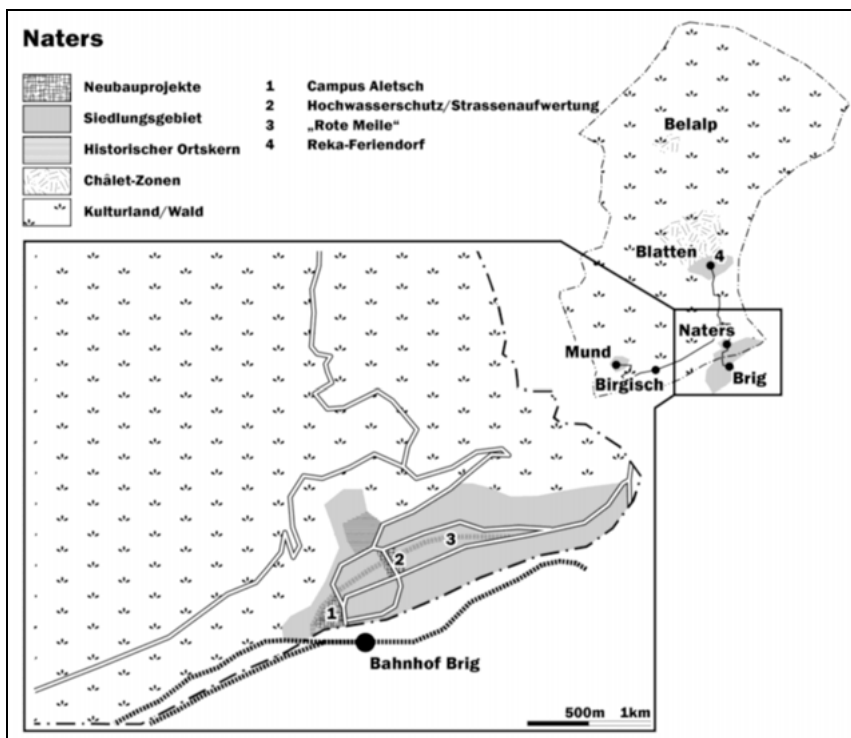 Naters
Neubauprojekte
Siedlungsgebiet
Historischer Ortskern
Châlet-Zonen
Kulturland/Wald
1 Campus Aletsch
2 Hochwasserschutz/Strassenaufwertung
3 „Rote Meile“
4 Reka-Feriendorf
Belalp
Blatten
4
Naters
Mund
Birgisch
Brig
3
2
1
Bahnhof Brig
500m 1km